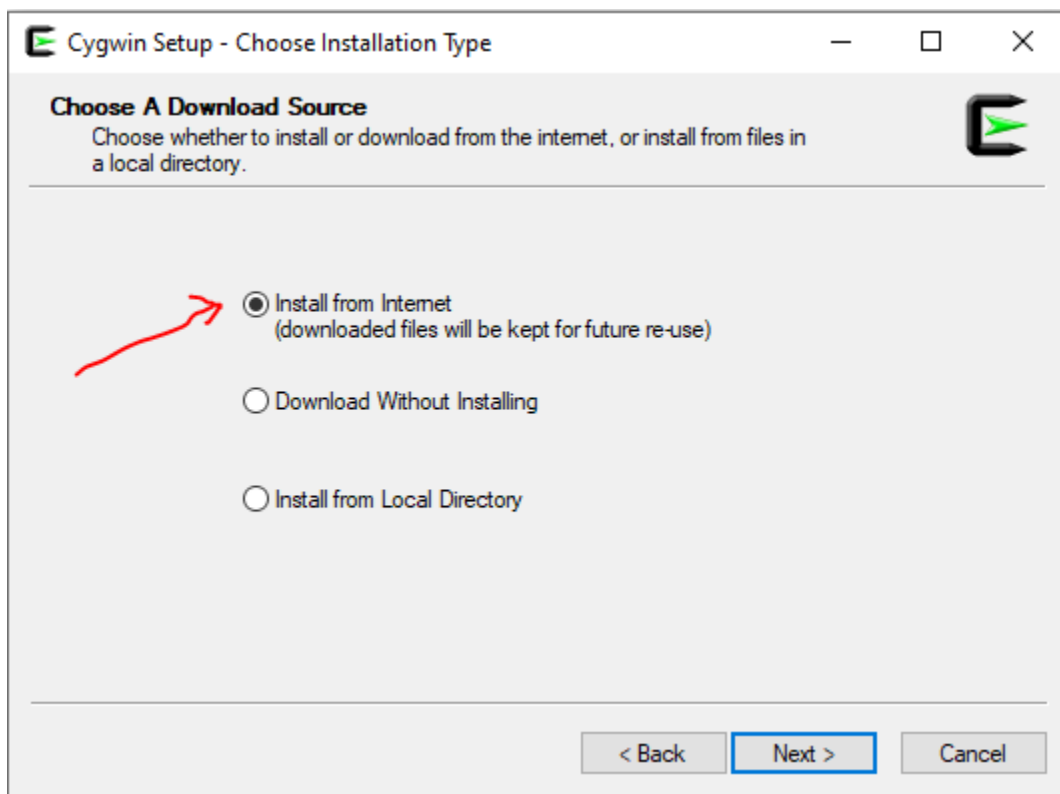 Cygwin Setup - Choose Installation Type
Choose A Download Source
Choose whether to install or download from the internet, or install from files in
a local directory.
Install from Internet
(downloaded files will be kept for future re-use)
Download Without Installing
Install from Local Directory
< Back
Next >
Cancel